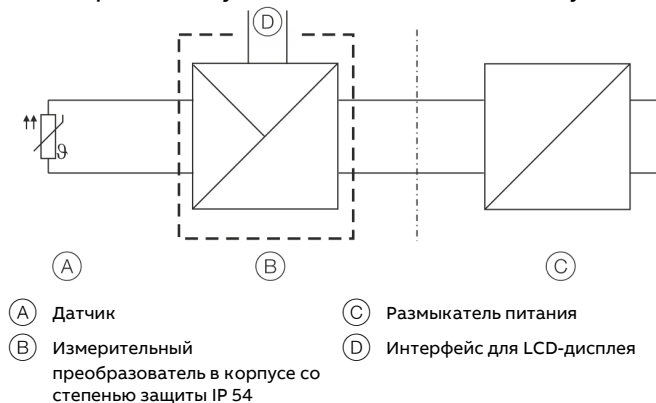 D
ϑ
A
B
C
A Датчик
B Измерительный
преобразователь в корпусе со
степенью защиты IP 54
C Размыкатель питания
D Интерфейс для LCD-дисплея